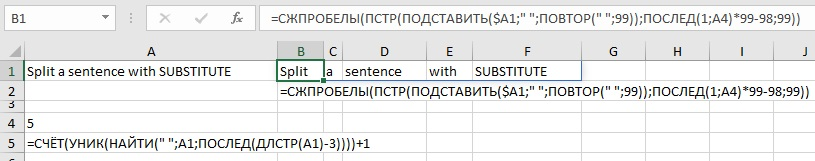 B1 fx =СЖПРОБЕЛЫ(ПСТР(ПОДСТАВИТЬ($A1;" ";ПОВТОР(" ";99));ПОСЛЕД(1;A4)*99-98;99))
A B C D E F G H I J
1 Split a sentence with SUBSTITUTE Split a sentence with SUBSTITUTE
2 =СЖПРОБЕЛЫ(ПСТР(ПОДСТАВИТЬ($A1;" ";ПОВТОР(" ";99));ПОСЛЕД(1;A4)*99-98;99))
3
4 5
5 =СЧЁТ(УНИК(НАЙТИ(" ";A1;ПОСЛЕД(ДЛСТР(A1)-3))))+1